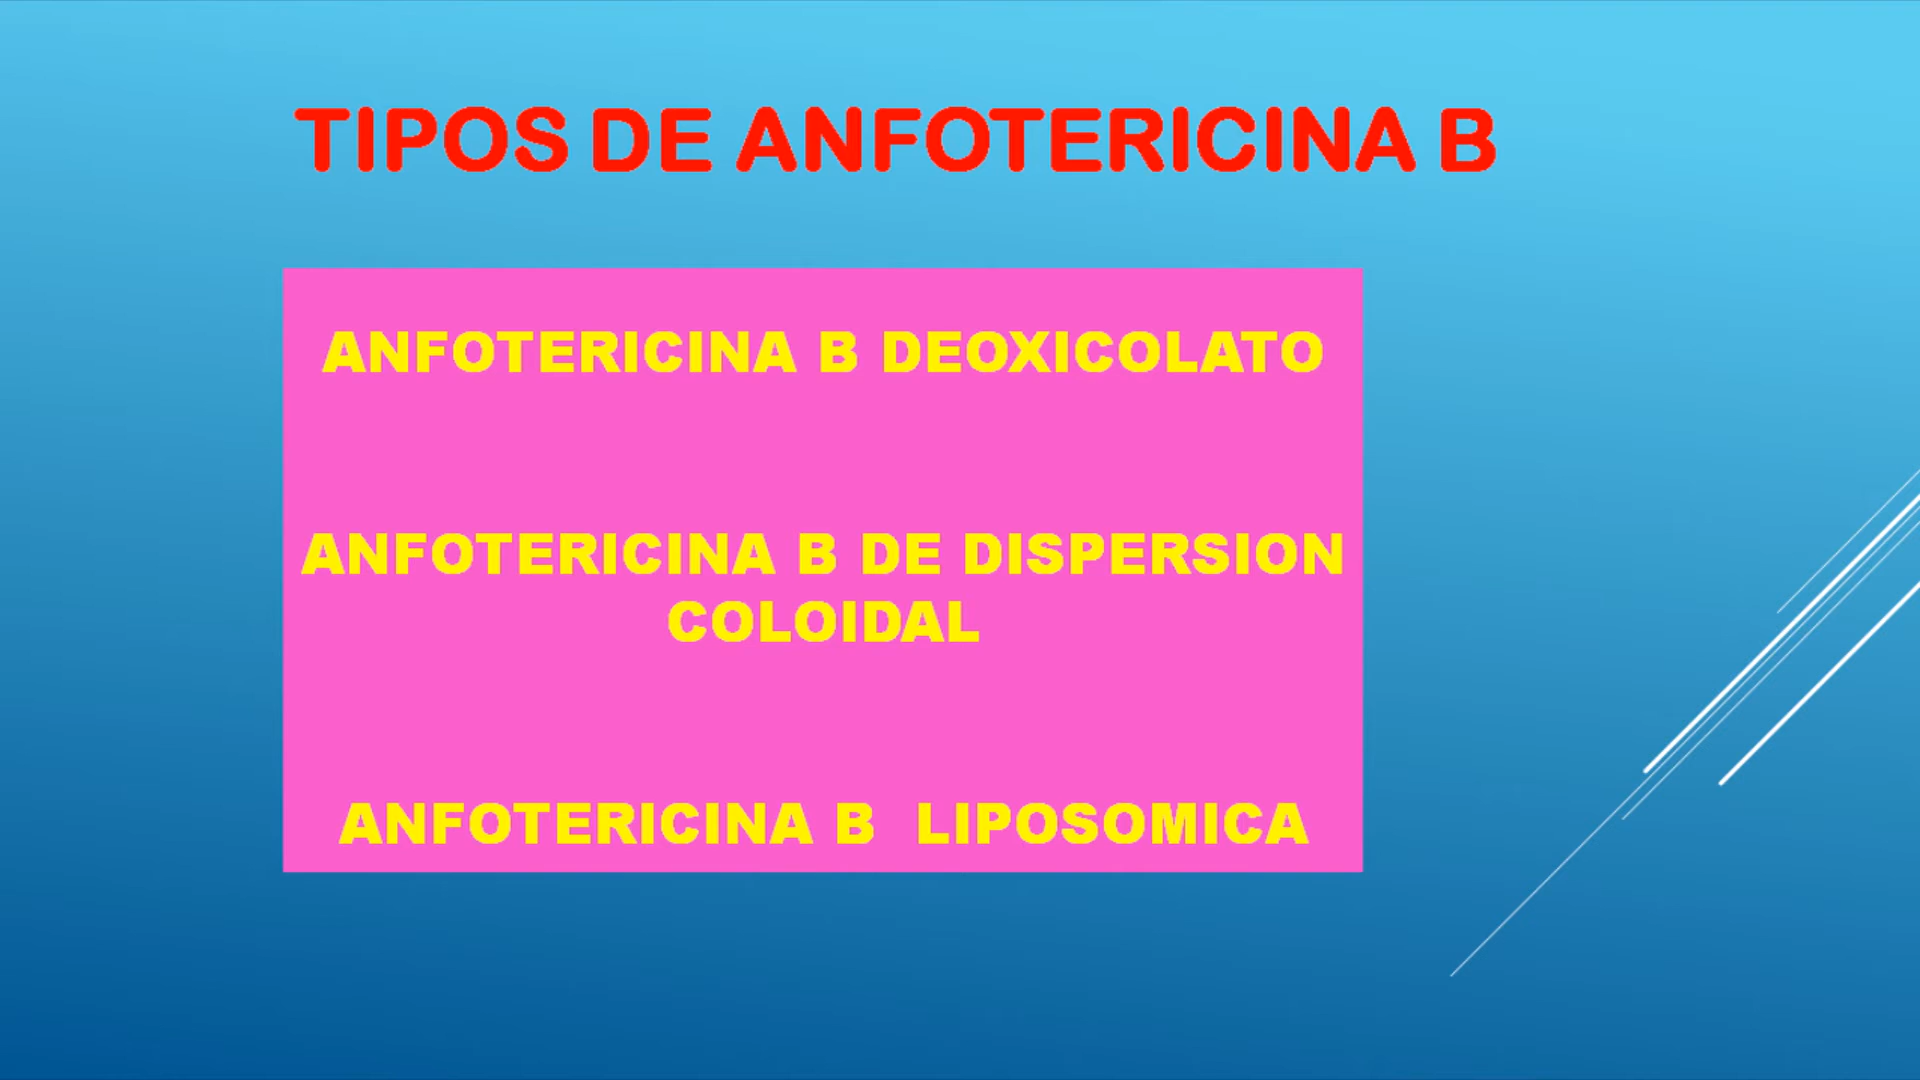 TIPOS DE ANFOTERICINA B
ANFOTERICINA B DEOXICOLATO
ANFOTERICINA B DE DISPERSION
COLOIDAL
ANFOTERICINA B LIPOSOMICA